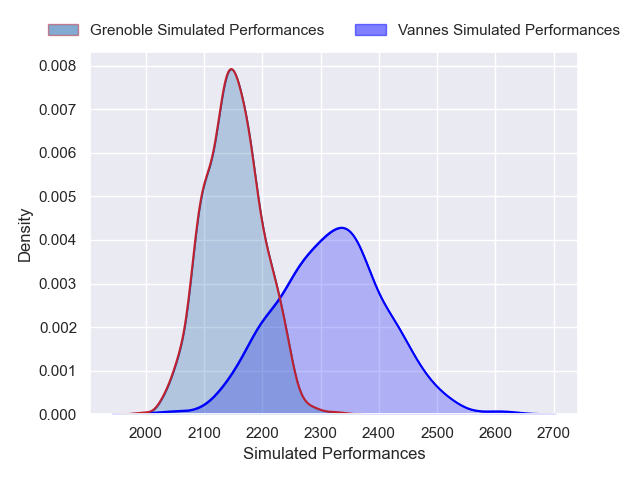 Grenoble Simulated Performances
Vannes Simulated Performances
0.008
0.007
0.006
0.005
0.004
0.003
0.002
0.001
0.000
Density
2000 2100 2200 2300 2400 2500 2600 2700
Simulated Performances